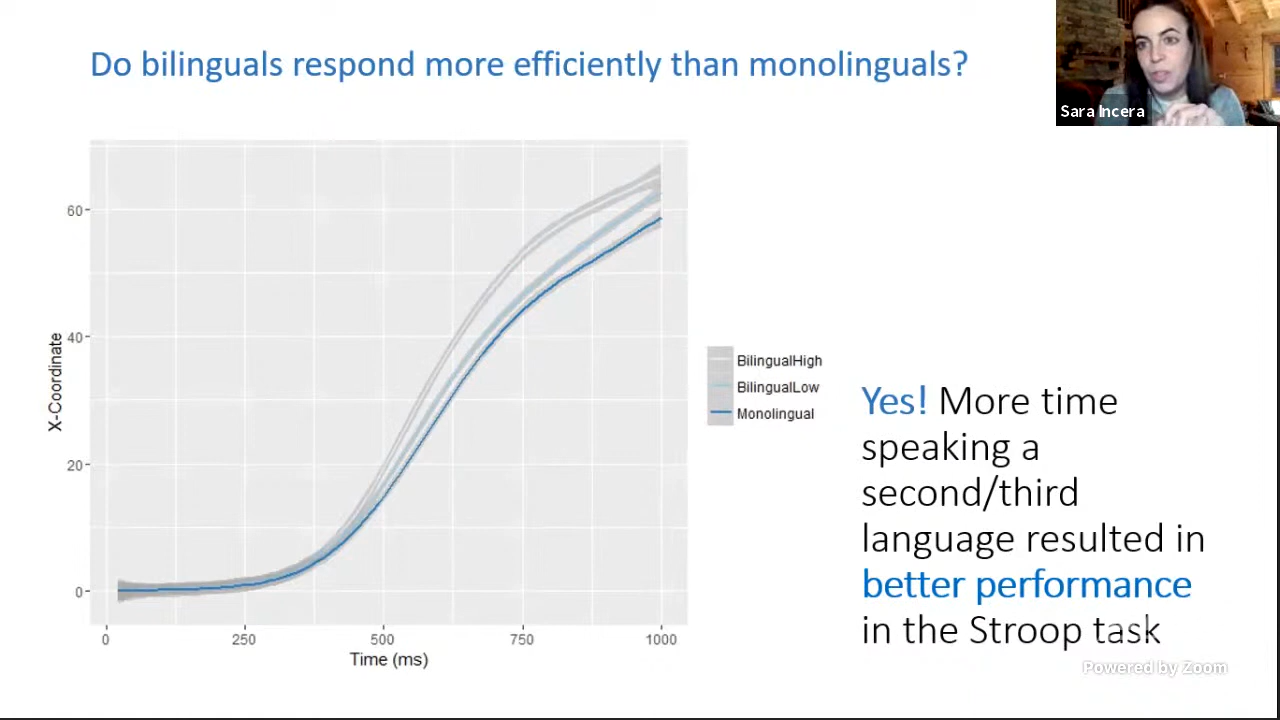 Do bilinguals respond more efficiently than monolinguals?
Sara Incera
60
40
20
0
X-Coordinate
0 250 500 750 1000
Time (ms)
BilingualHigh
BilingualLow
Monolingual
Yes! More time
speaking a
second/third
language resulted in
better performance
in the Stroop task
Powered by Zoom